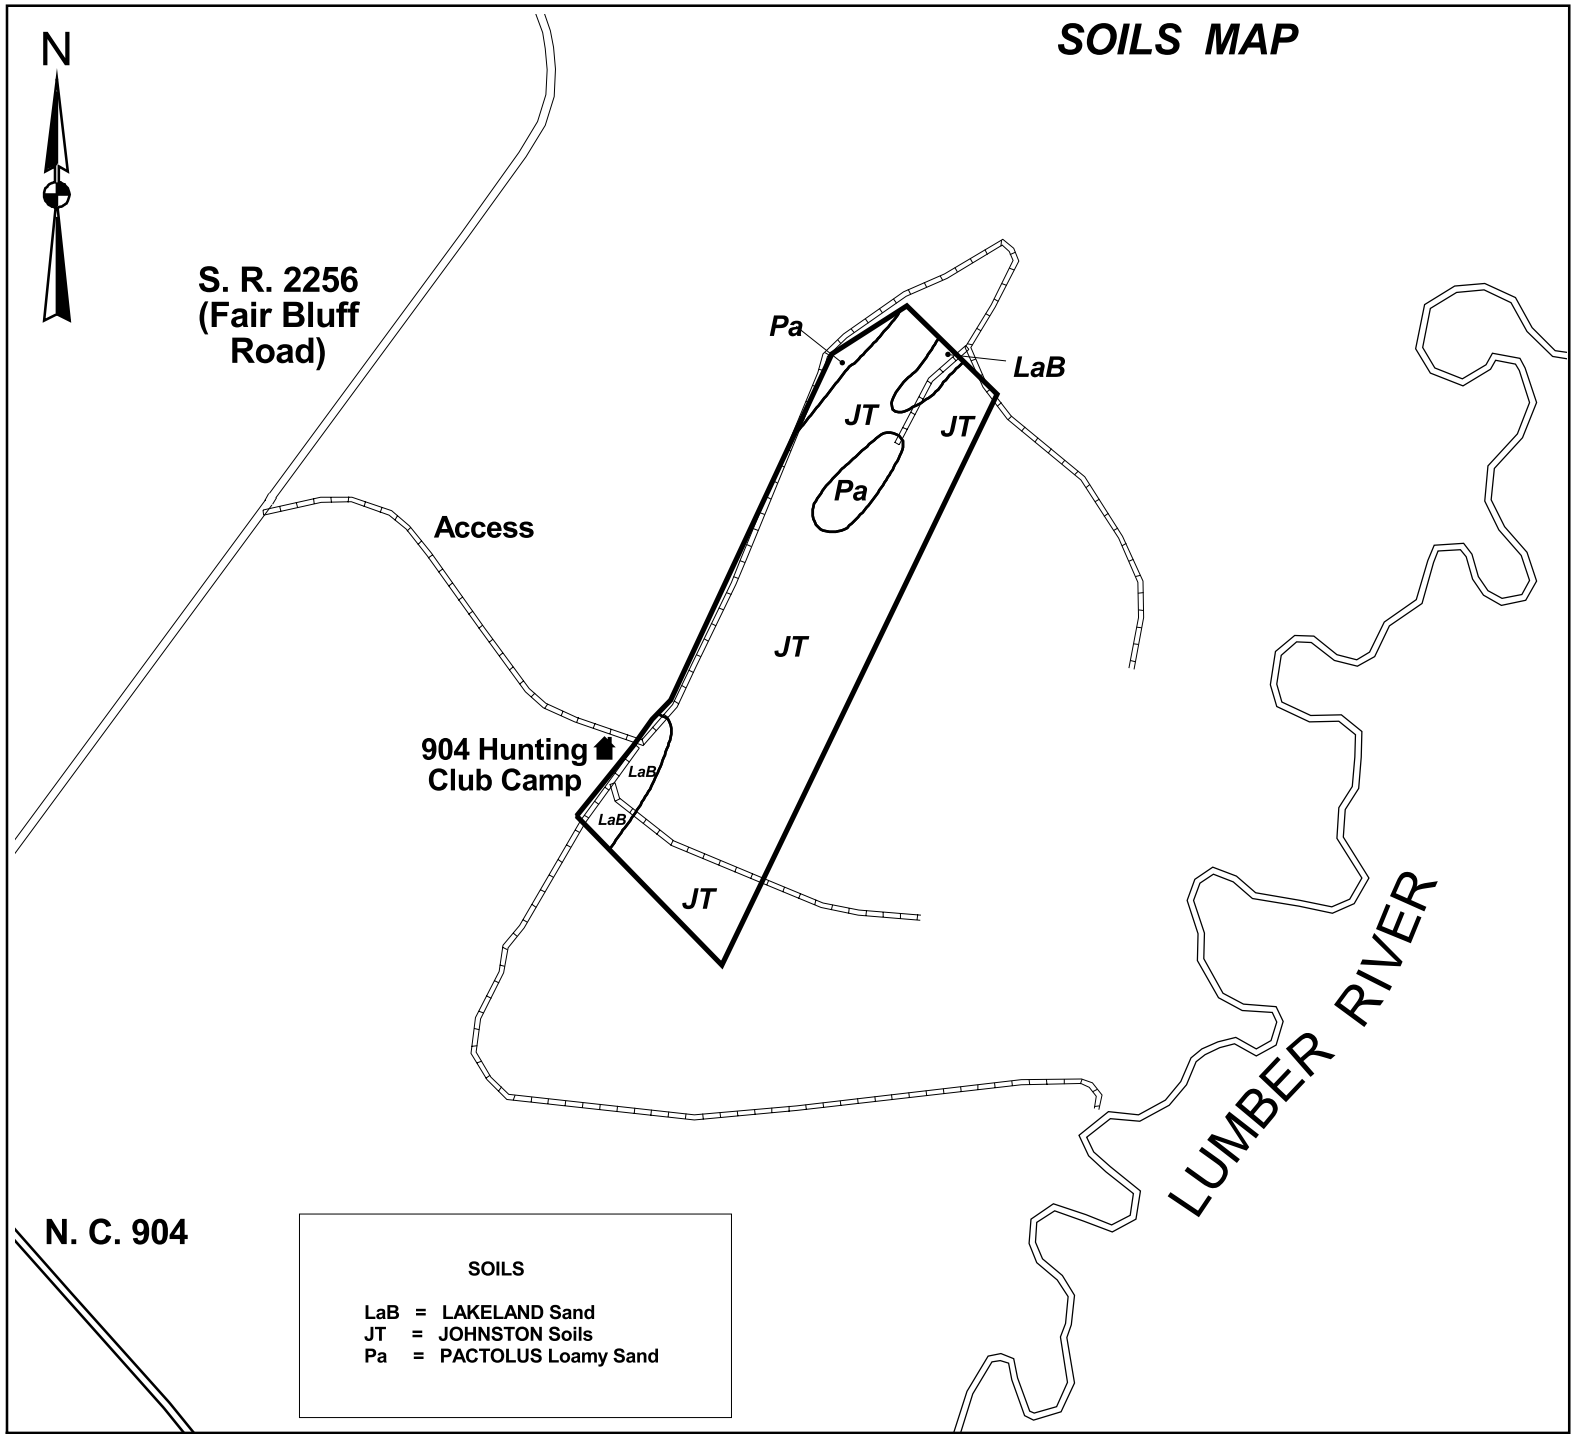 SOILS MAP
N
S. R. 2256
(Fair Bluff
Road)
Pa
LaB
JT
JT
Pa
Access
JT
904 Hunting
Club Camp
LaB
LaB
JT
LUMBER RIVER
N. C. 904
SOILS
LaB = LAKELAND Sand
JT = JOHNSTON Soils
Pa = PACTOLUS Loamy Sand